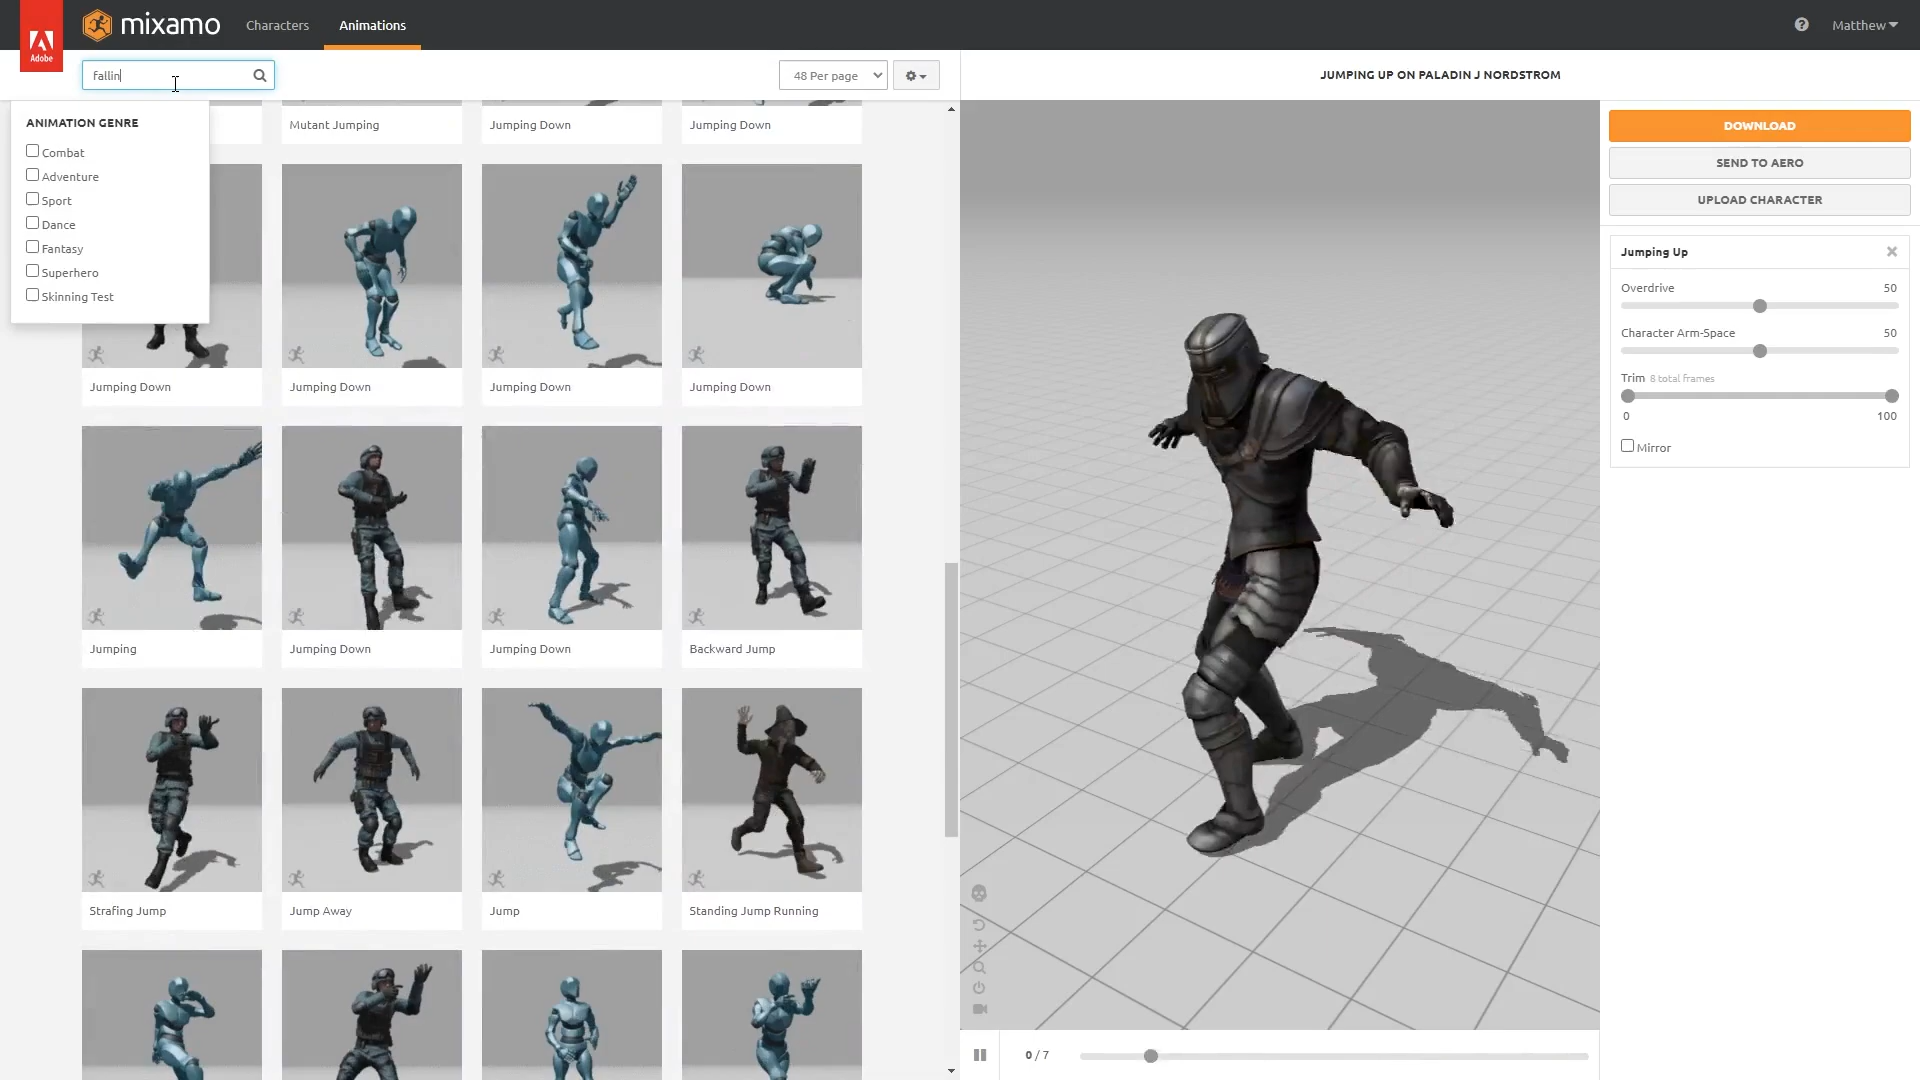 Adobe
mixamo
Characters
Animations
Matthew
fallin
48 Per page
JUMPING UP ON PALADIN J NORDSTROM
ANIMATION GENRE
Combat
Adventure
Sport
Dance
Fantasy
Superhero
Skinning Test
Mutant Jumping
Jumping Down
Jumping Down
Jumping Down
Jumping Down
Jumping Down
Jumping Down
Jumping
Jumping Down
Jumping Down
Backward Jump
Strafing Jump
Jump Away
Jump
Standing Jump Running
0 / 7
DOWNLOAD
SEND TO AERO
UPLOAD CHARACTER
Jumping Up
Overdrive 50
Character Arm-Space 50
Trim 8 total frames
0 100
Mirror